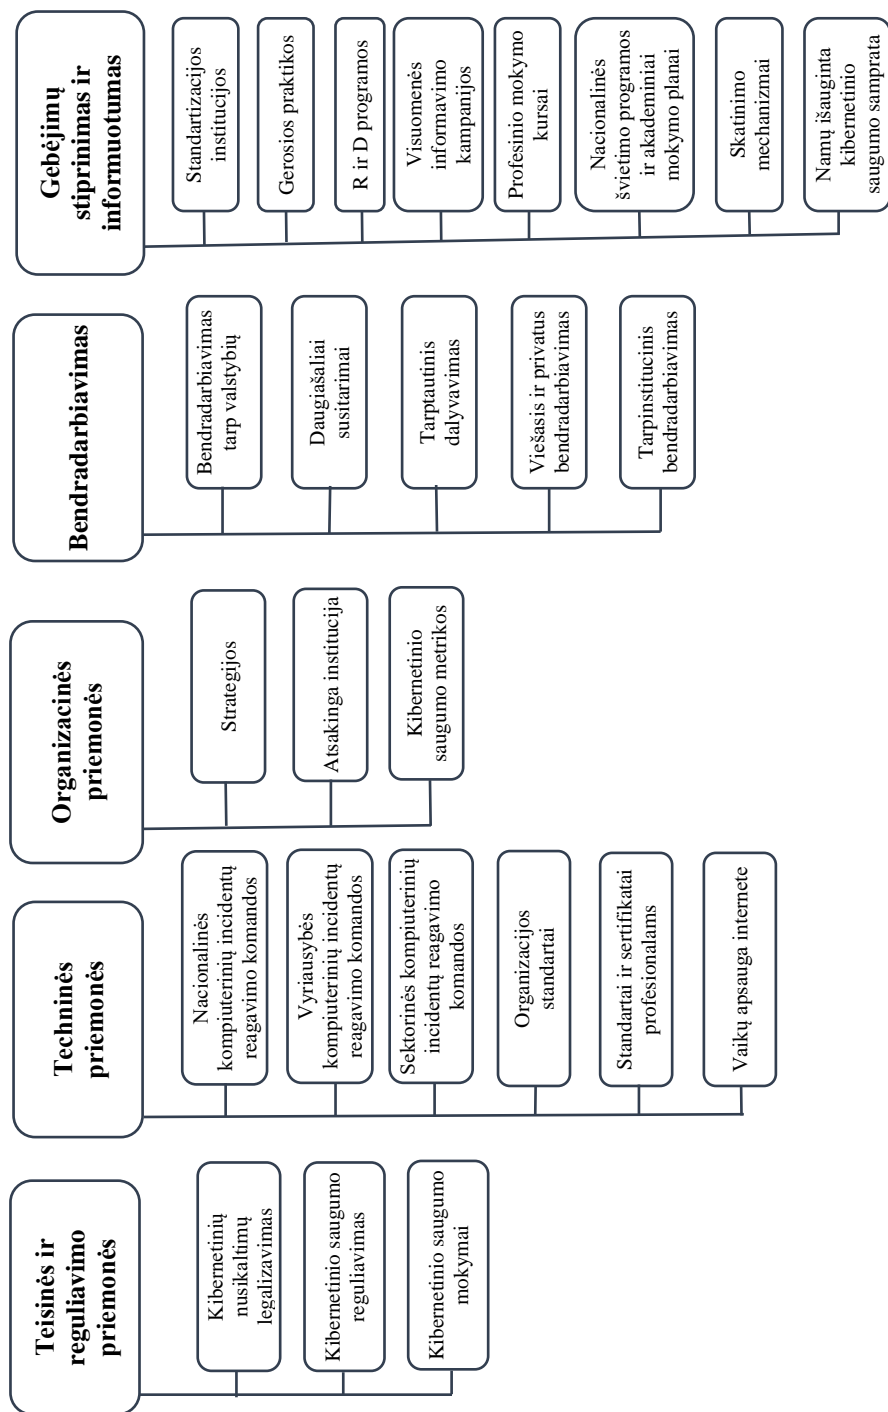 Teisinės ir
reguliavimo
priemonės
Kibernetinių
nusikaltimų
legalizavimas
Kibernetinio saugumo
reguliavimas
Kibernetinio saugumo
mokymai
Techninės
priemonės
Nacionalinės
kompiuterinių incidentų
reagavimo komandos
Vyriausybės
kompiuterinių incidentų
reagavimo komandos
Sektorinės kompiuterinių
incidentų reagavimo
komandos
Organizacijos
standartai
Standartai ir sertifikatai
profesionalams
Vaikų apsauga internete
Organizacinės
priemonės
Strategijos
Atsakinga institucija
Kibernetinio
saugumo metrikos
Bendradarbiavimas
Bendradarbiavimas
tarp valstybių
Daugiašaliai
susitarimai
Tarptautinis
dalyvavimas
Viešasis ir privatus
bendradarbiavimas
Tarpinstitucinis
bendradarbiavimas
Gebėjimų
stiprinimas ir
informuotumas
Standartizacijos
institucijos
Gerosios praktikos
R ir D programos
Visuomenės
informavimo
kampanijos
Profesinio mokymo
kursai
Nacionalinės
švietimo programos
ir akademiniai
mokymo planai
Skatinimo
mechanizmai
Namų išauginta
kibernetinio
saugumo samprata